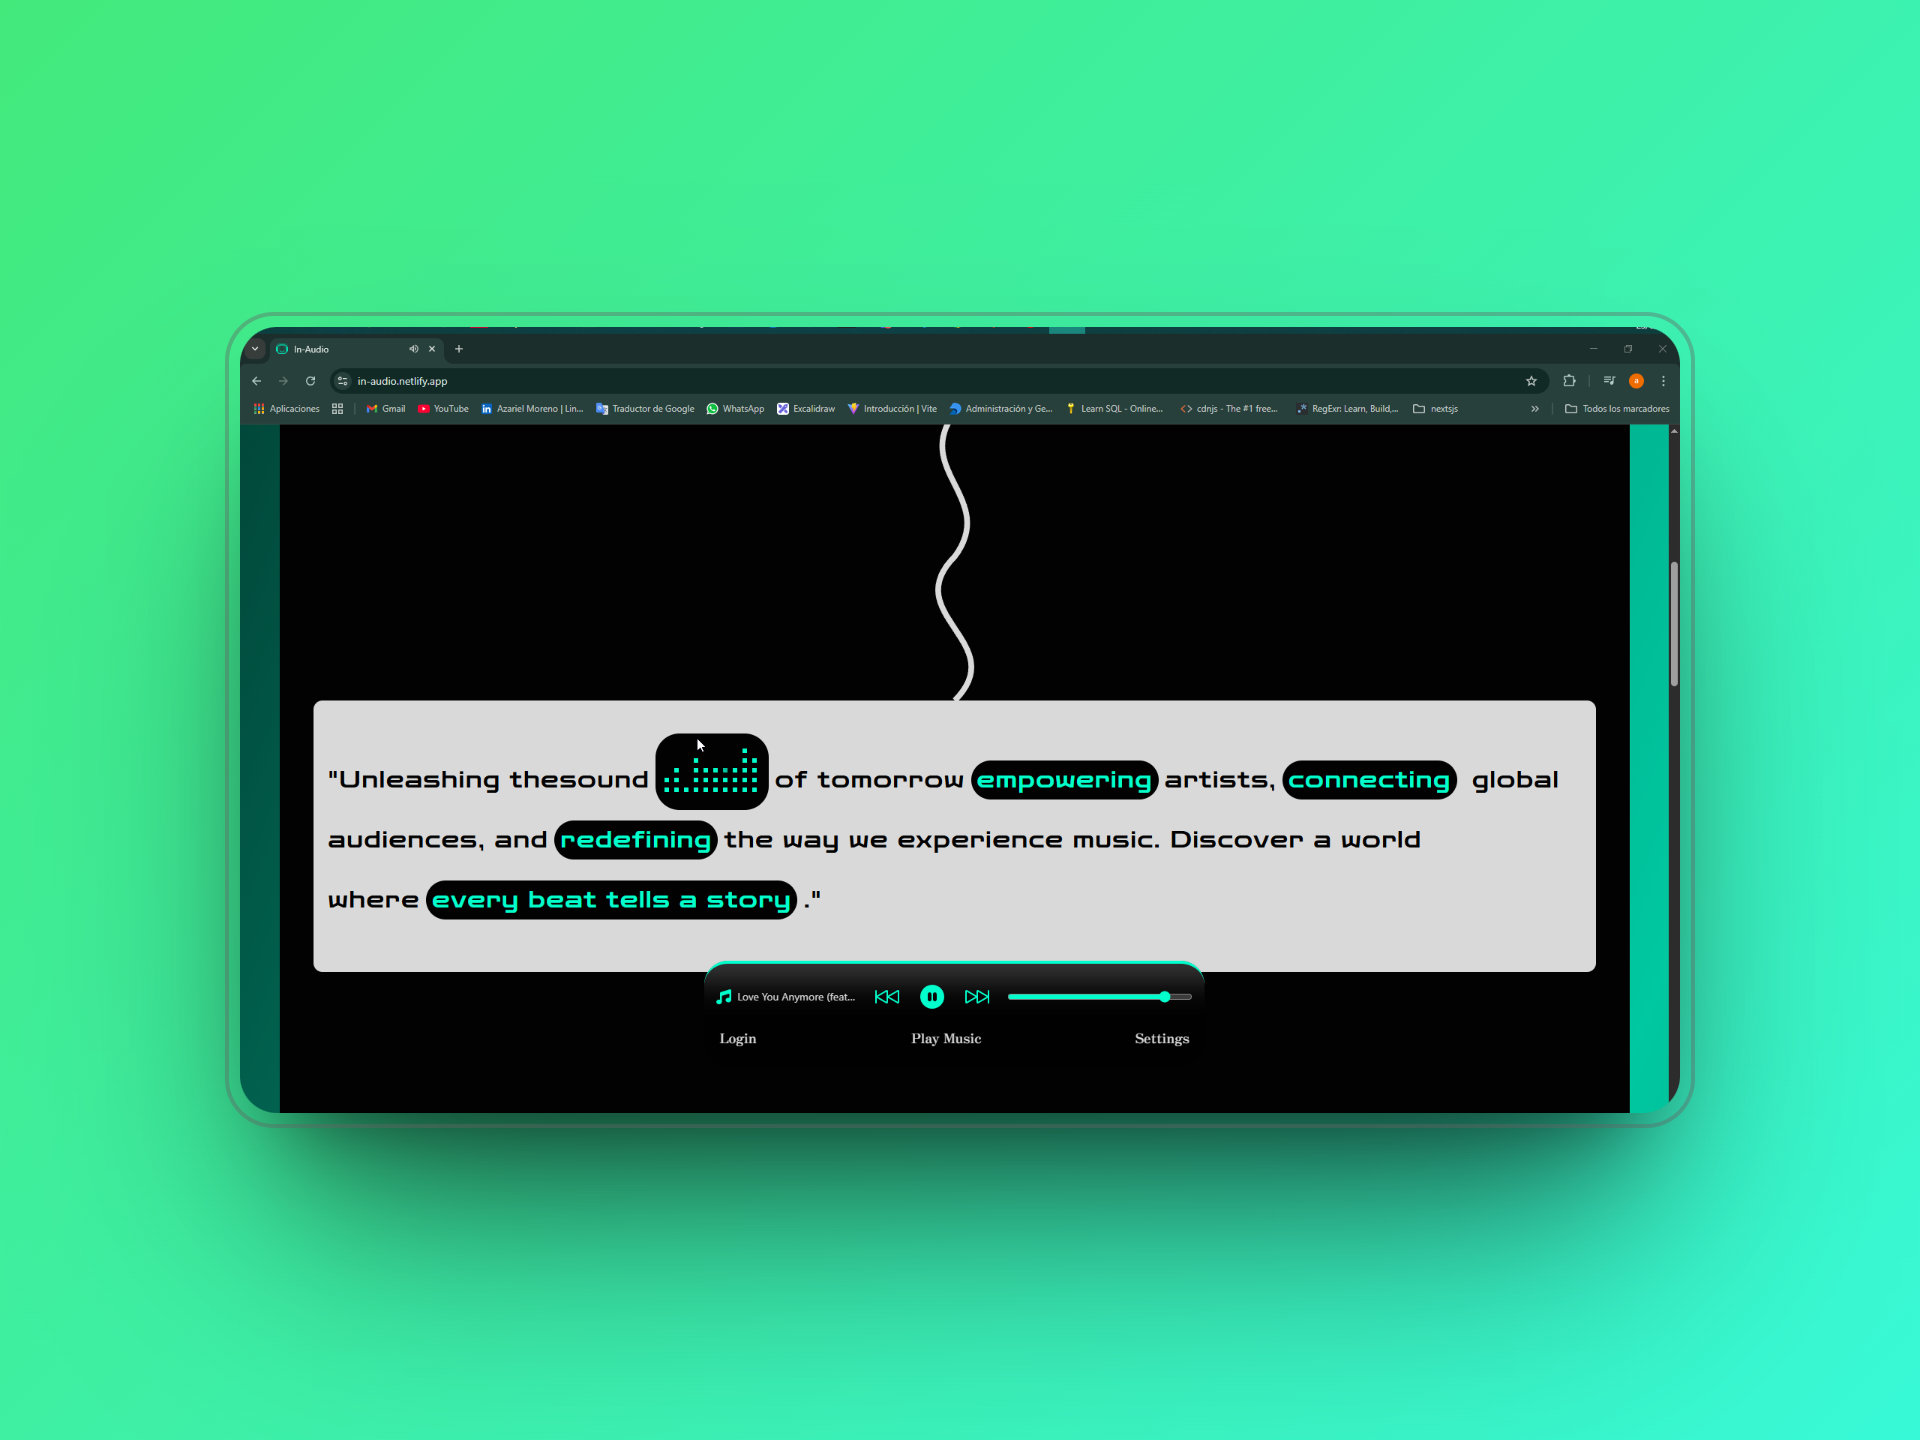 In-Audio
in-audio.netlify.app
a
Aplicaciones Gmail YouTube Azariel Moreno | Lin... Traductor de Google WhatsApp Excalidraw Introducción | Vite Administración y Ge... Learn SQL - Online... cdnjs - The #1 free... RegExr: Learn, Build,... nextsjs » Todos los marcadores
"Unleashing thesound of tomorrow empowering artists, connecting global
audiences, and redefining the way we experience music. Discover a world
where every beat tells a story ."
Love You Anymore (feat...
Login Play Music Settings